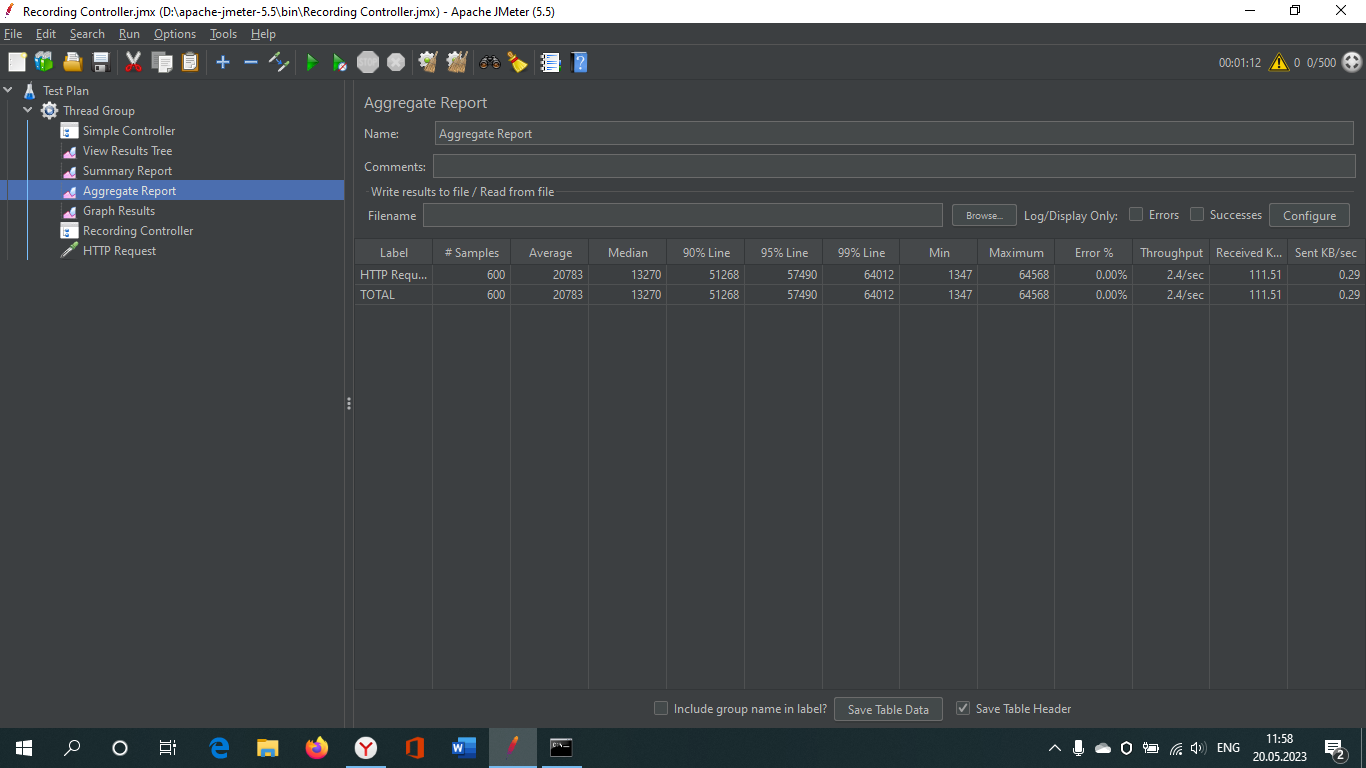 Recording Controller.jmx (D:\apache-jmeter-5.5\bin\Recording Controller.jmx) - Apache JMeter (5.5)
File Edit Search Run Options Tools Help
STOP 00:01:12 0 0/500
Test Plan
Thread Group
Simple Controller
View Results Tree
Summary Report
Aggregate Report
Graph Results
Recording Controller
HTTP Request
Aggregate Report
Name: Aggregate Report
Comments:
Write results to file / Read from file
Filename Browse... Log/Display Only: Errors Successes Configure
Label # Samples Average Median 90% Line 95% Line 99% Line Min Maximum Error % Throughput Received K... Sent KB/sec
HTTP Requ... 600 20783 13270 51268 57490 64012 1347 64568 0.00% 2.4/sec 111.51 0.29
TOTAL 600 20783 13270 51268 57490 64012 1347 64568 0.00% 2.4/sec 111.51 0.29
Include group name in label? Save Table Data Save Table Header
ENG 11:58
20.05.2023 2